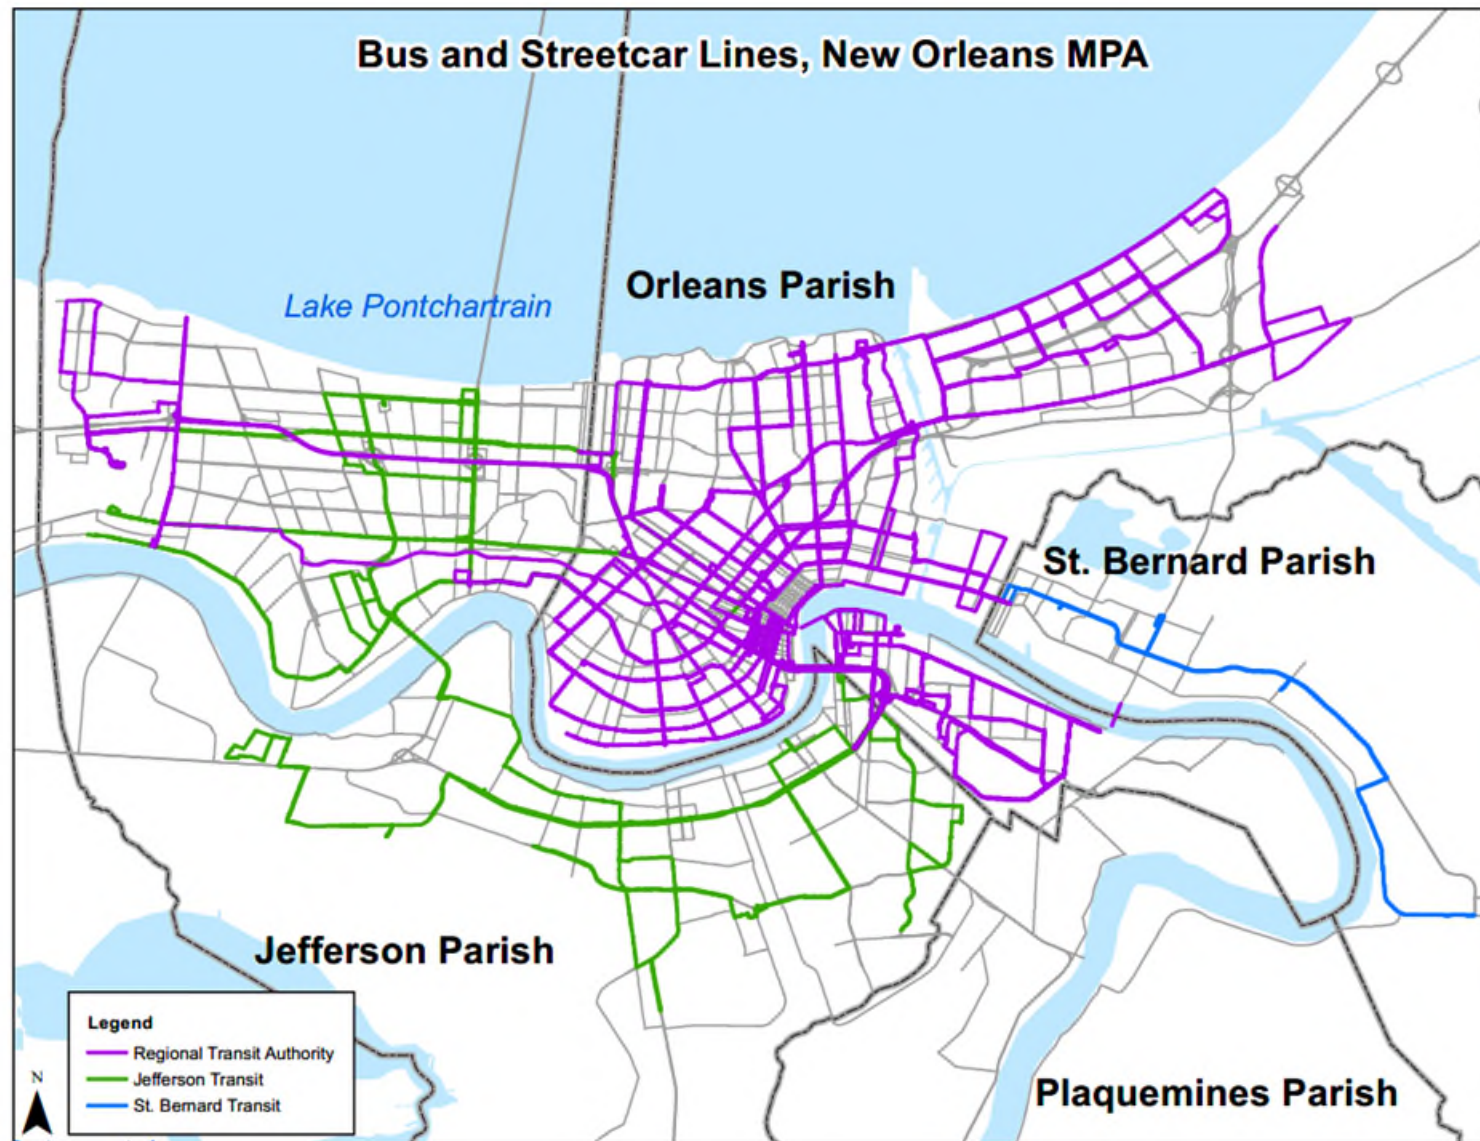 Bus and Streetcar Lines, New Orleans MPA
Orleans Parish
Lake Pontchartrain
St. Bernard Parish
Jefferson Parish
Plaquemines Parish
Legend
Regional Transit Authority
Jefferson Transit
St. Bernard Transit
N